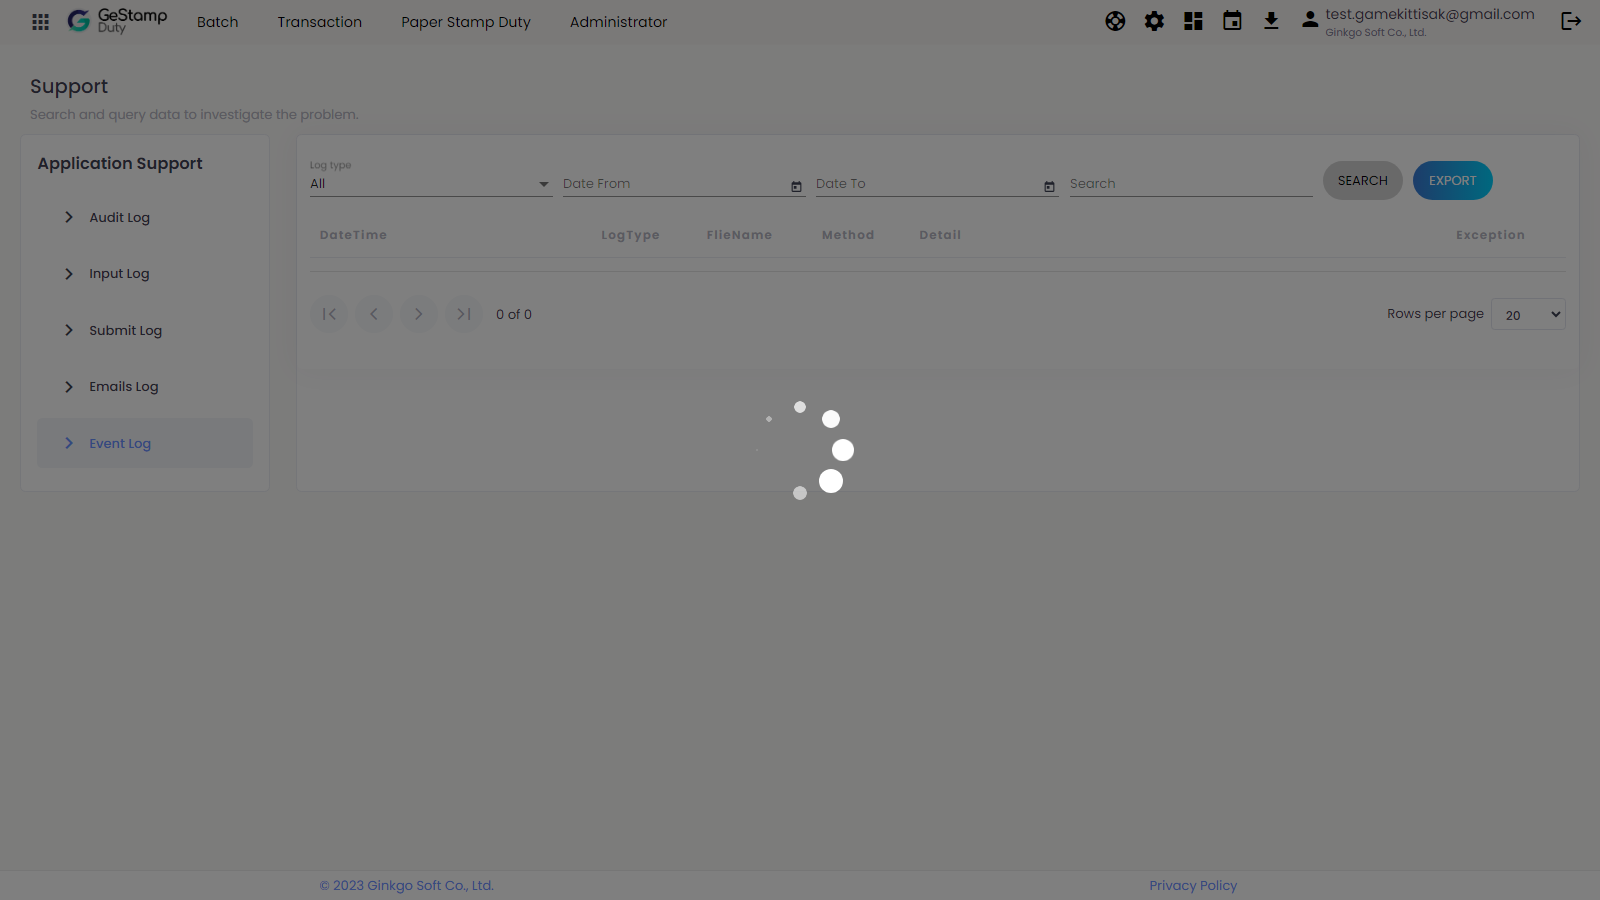 GeStamp
Duty
Batch
Transaction
Paper Stamp Duty
Administrator
test.gamekittisak@gmail.com
Ginkgo Soft Co., Ltd.
Support
Search and query data to investigate the problem.
Application Support
Audit Log
Input Log
Submit Log
Emails Log
Event Log
Log type
All
Date From
Date To
Search
SEARCH
EXPORT
DateTime
LogType
FlieName
Method
Detail
Exception
0 of 0
Rows per page
20
© 2023 Ginkgo Soft Co., Ltd.
Privacy Policy